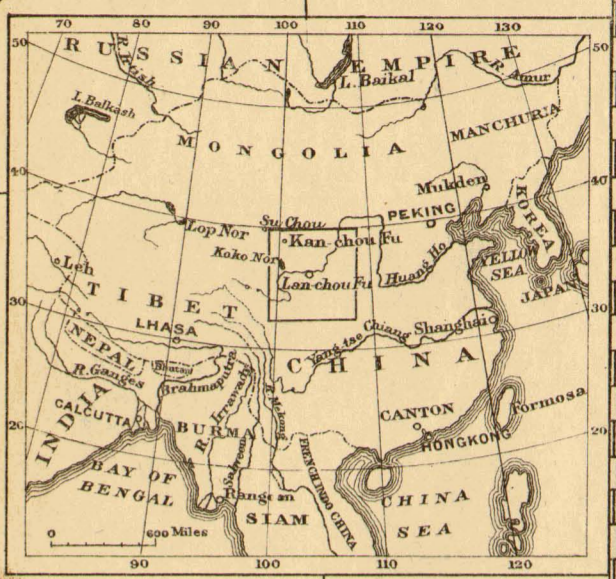 70 80 90 100 110 120 130
50 50
RUSSIAN EMPIRE
R. Irtish
L. Baikal
R. Amur
L. Balkash
MANCHURIA
MONGOLIA
40 40
Mukden
KOREA
Su Chou
PEKING
Lop Nor
Kan-chou Fu
Koko Nor
YELLOW
SEA
Leh
Lan-chou Fu
Huang Ho
JAPAN
TIBET
30 30
LHASA
Yang-tse Chiang
Shanghai
NEPAL
CHINA
Bhutan
R. Ganges
Brahmaputra
R. Irrawady
R. Mekong
Formosa
CALCUTTA
CANTON
INDIA
BURMA
HONGKONG
20 20
Salween
FRENCH INDO CHINA
BAY OF
BENGAL
Rangoon
CHINA
SEA
SIAM
0 600 Miles
90 100 110 120